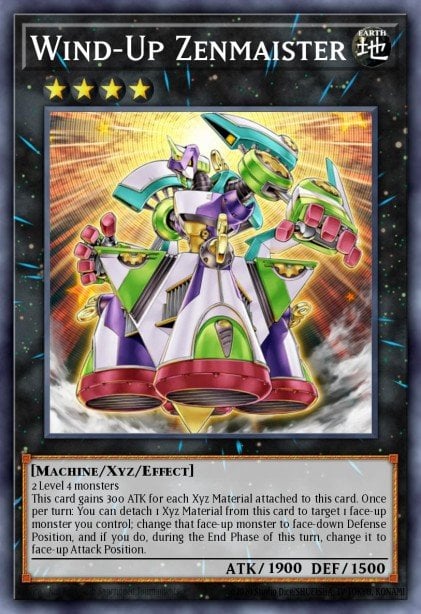 Wind-Up Zenmaister
EARTH
地
[Machine/Xyz/Effect]
2 Level 4 monsters
This card gains 300 ATK for each Xyz Material attached to this card. Once
per turn: You can detach 1 Xyz Material from this card to target 1 face-up
monster you control; change that face-up monster to face-down Defense
Position, and if you do, during the End Phase of this turn, change it to
face-up Attack Position.
ATK/1900 DEF/1500